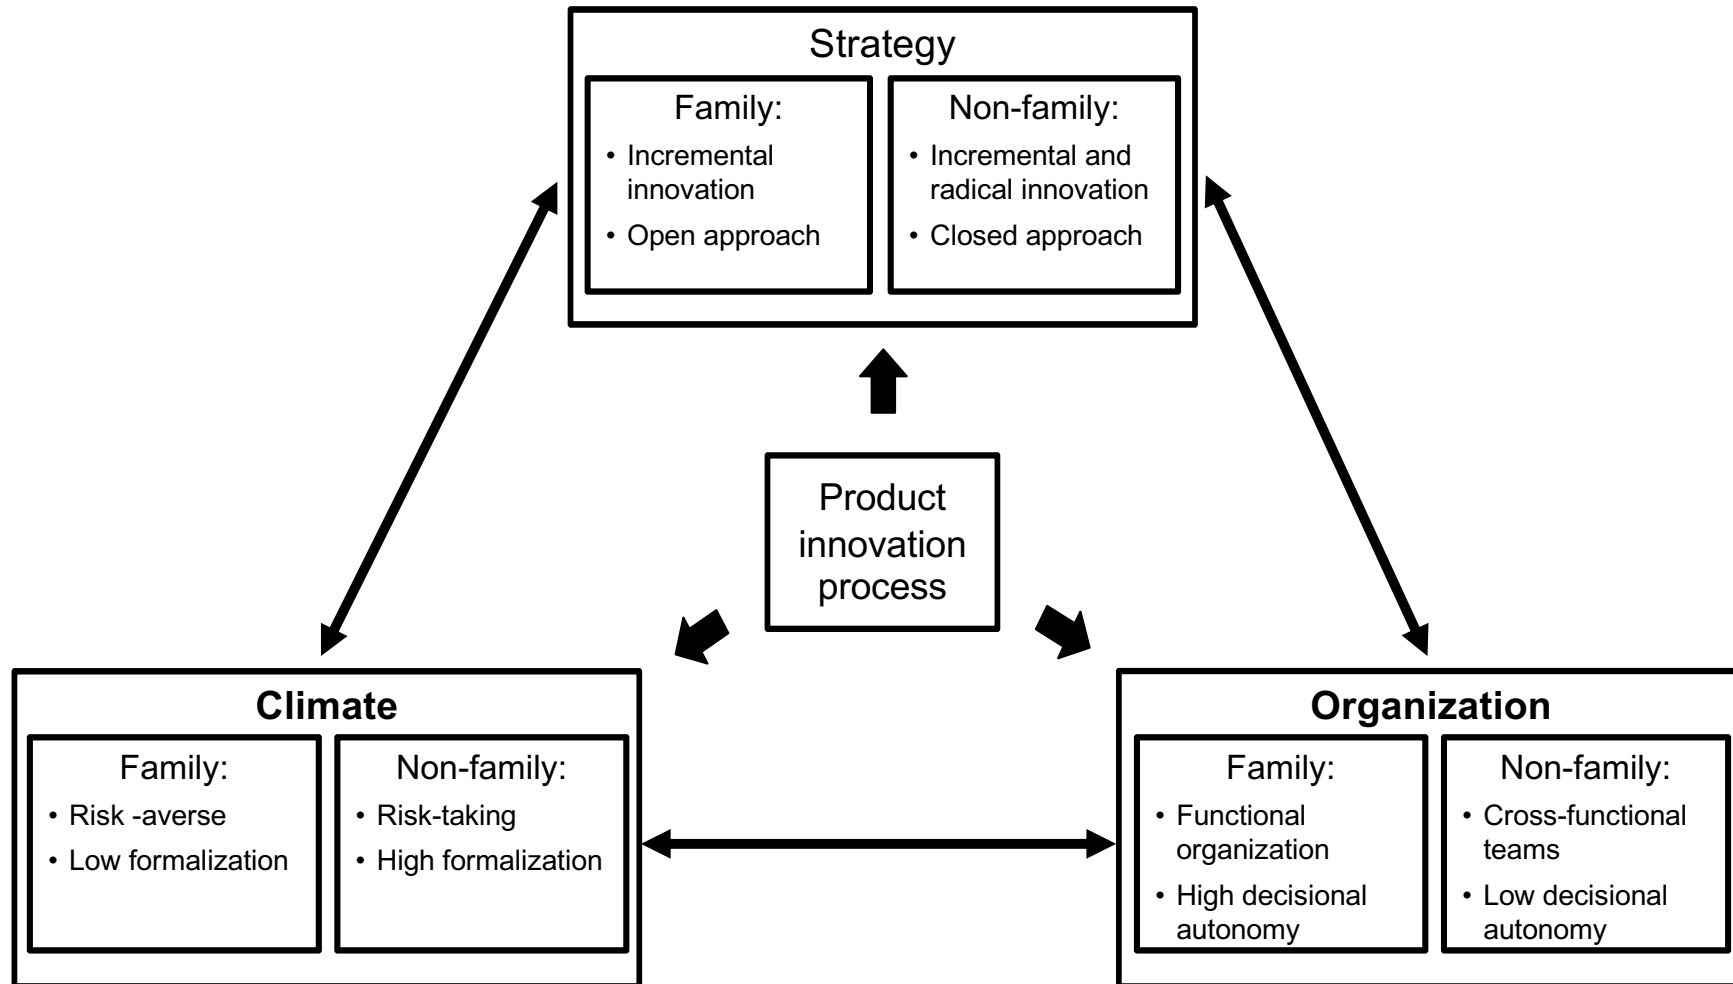 Strategy
Family:
• Incremental
innovation
• Open approach
Non-family:
• Incremental and
radical innovation
• Closed approach
Product
innovation
process
Climate
Family:
• Risk -averse
• Low formalization
Non-family:
• Risk-taking
• High formalization
Organization
Family:
• Functional
organization
• High decisional
autonomy
Non-family:
• Cross-functional
teams
• Low decisional
autonomy